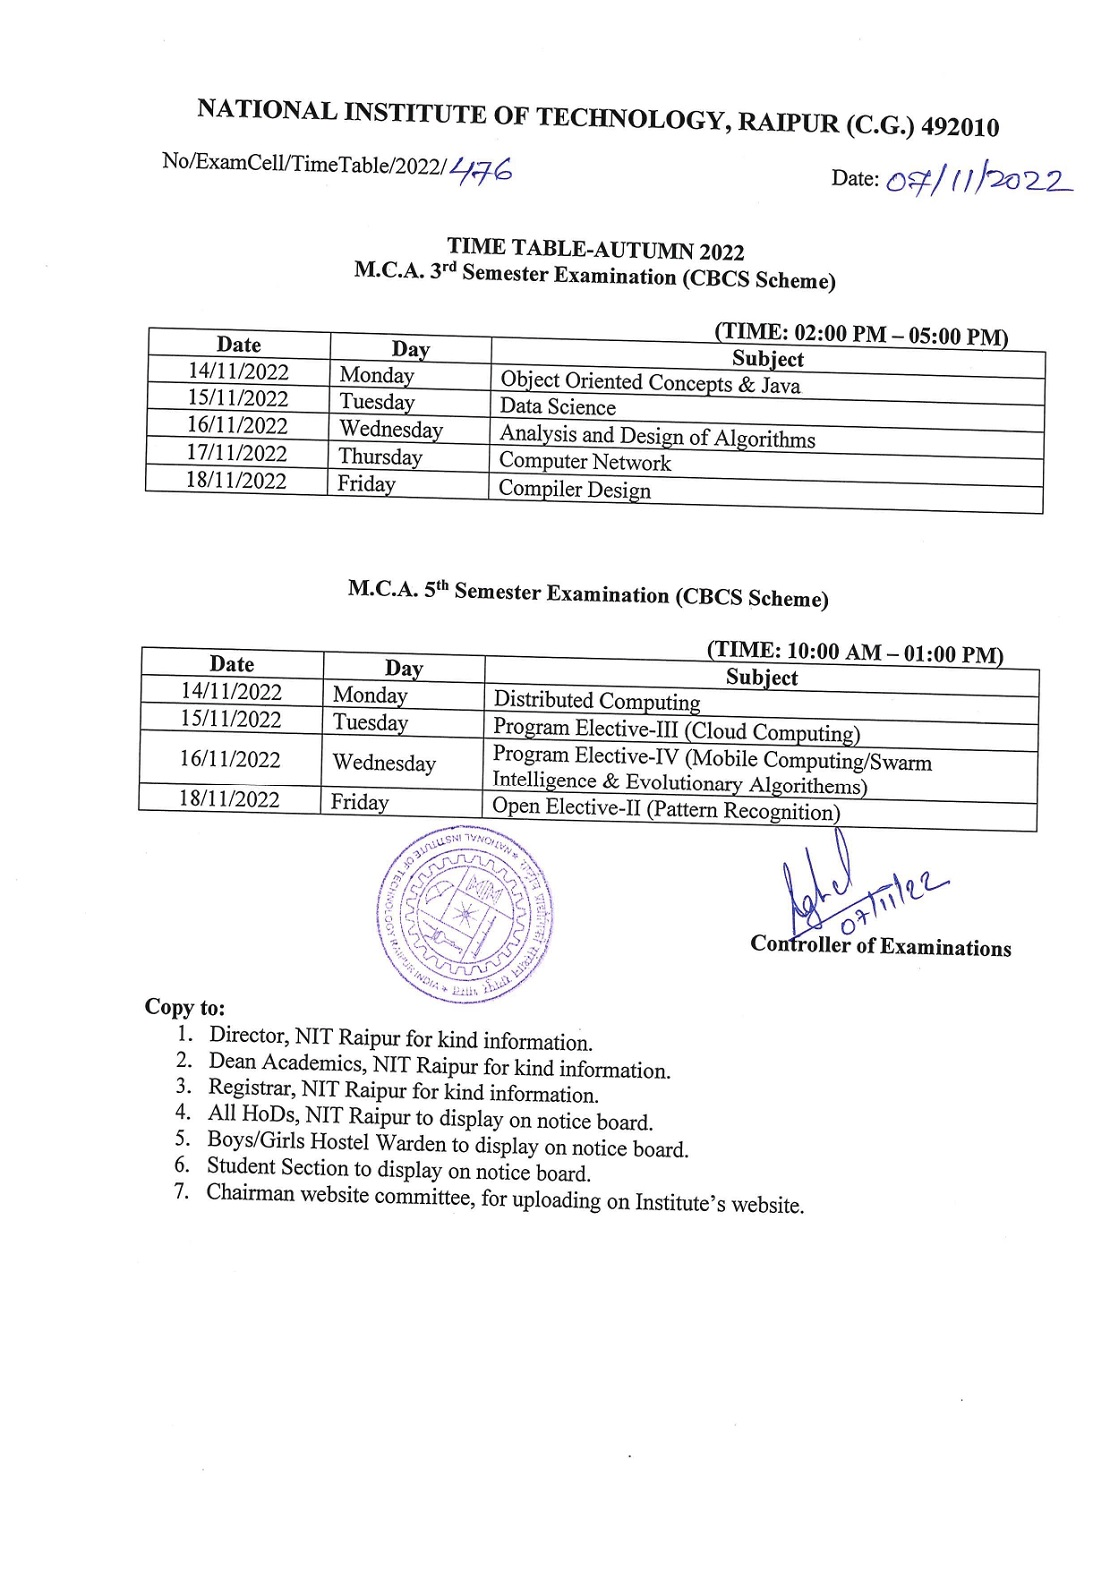 NATIONAL INSTITUTE OF TECHNOLOGY, RAIPUR (C.G.) 492010
No/ExamCell/TimeTable/2022/476
Date: 07/11/2022
TIME TABLE-AUTUMN 2022
M.C.A. 3rd Semester Examination (CBCS Scheme)
(TIME: 02:00 PM – 05:00 PM)
Date Day Subject
14/11/2022 Monday Object Oriented Concepts & Java
15/11/2022 Tuesday Data Science
16/11/2022 Wednesday Analysis and Design of Algorithms
17/11/2022 Thursday Computer Network
18/11/2022 Friday Compiler Design
M.C.A. 5th Semester Examination (CBCS Scheme)
(TIME: 10:00 AM – 01:00 PM)
Date Day Subject
14/11/2022 Monday Distributed Computing
15/11/2022 Tuesday Program Elective-III (Cloud Computing)
16/11/2022 Wednesday Program Elective-IV (Mobile Computing/Swarm
Intelligence & Evolutionary Algorithems)
18/11/2022 Friday Open Elective-II (Pattern Recognition)
NATIONAL INSTITUTE OF TECHNOLOGY RAIPUR INDIA
07/11/22
Controller of Examinations
Copy to:
1. Director, NIT Raipur for kind information.
2. Dean Academics, NIT Raipur for kind information.
3. Registrar, NIT Raipur for kind information.
4. All HoDs, NIT Raipur to display on notice board.
5. Boys/Girls Hostel Warden to display on notice board.
6. Student Section to display on notice board.
7. Chairman website committee, for uploading on Institute's website.